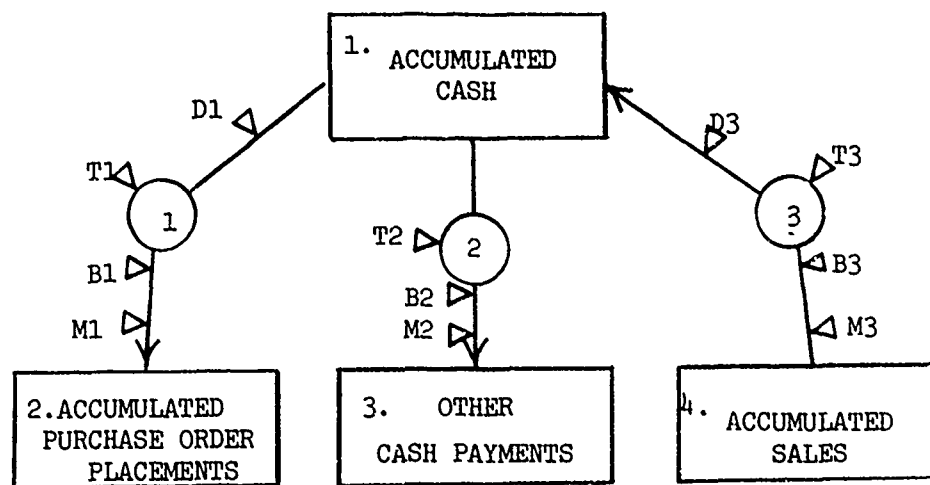 1. ACCUMULATED
CASH
D1
D3
T1
T3
1
T2
2
3
B1
B2
B3
M1
M2
M3
2. ACCUMULATED
PURCHASE ORDER
PLACEMENTS
3. OTHER
CASH PAYMENTS
4. ACCUMULATED
SALES